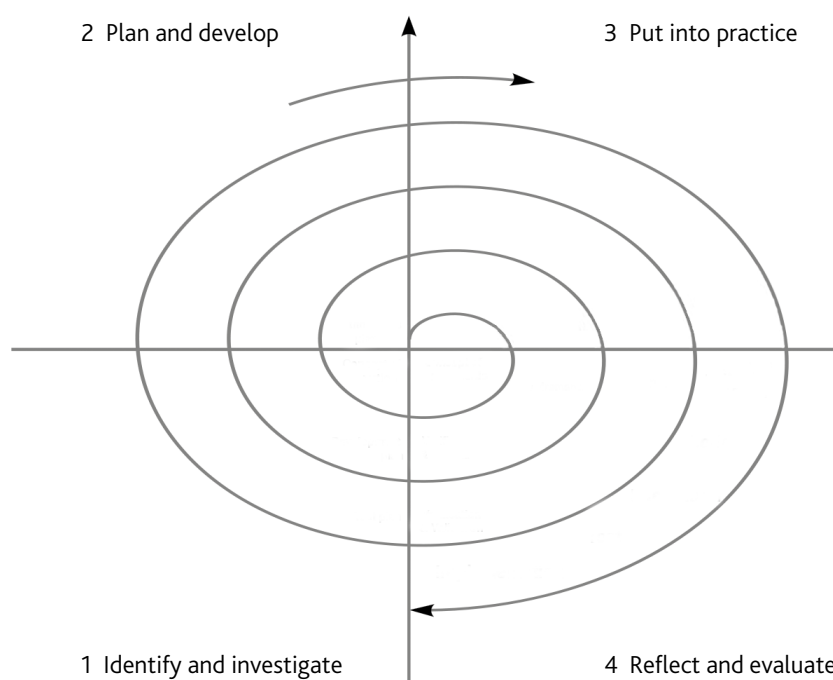 2 Plan and develop
3 Put into practice
1 Identify and investigate
4 Reflect and evaluate